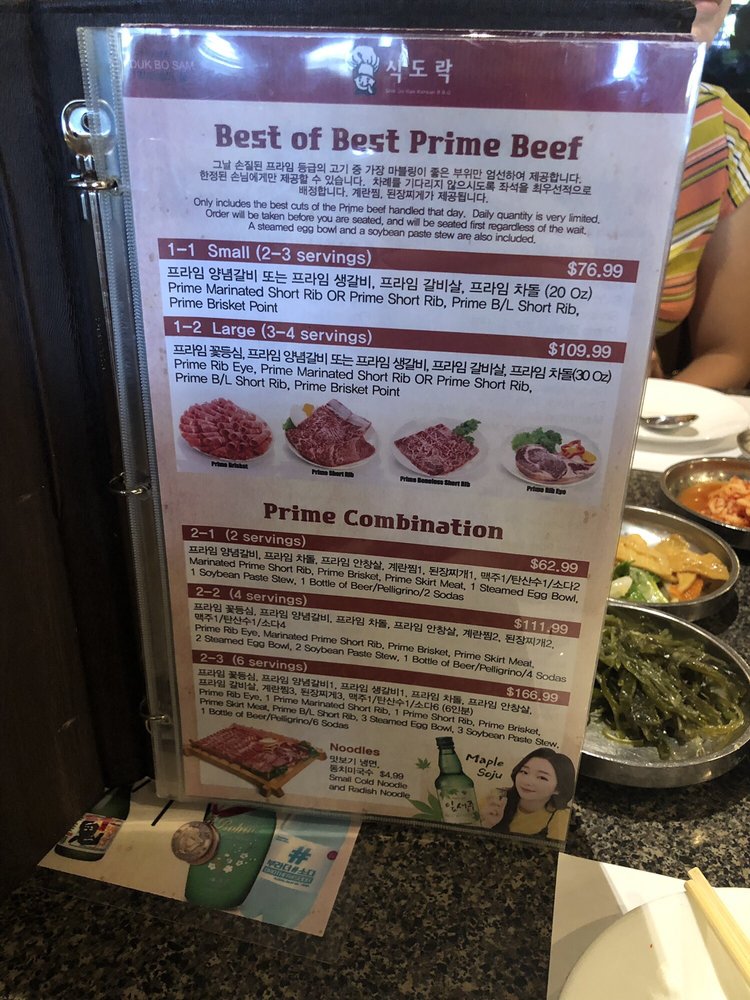 OUK BO SAM
식도락
Shik Do Rak Korean B.B.Q
Best of Best Prime Beef
그날 손질된 프라임 등급의 고기 중 가장 마블링이 좋은 부위만 엄선하여 제공합니다.
한정된 손님에게만 제공할 수 있습니다. 차례를 기다리지 않으시도록 좌석을 최우선적으로
배정합니다. 계란찜, 된장찌개가 제공됩니다.
Only includes the best cuts of the Prime beef handled that day. Daily quantity is very limited.
Order will be taken before you are seated, and will be seated first regardless of the wait.
A steamed egg bowl and a soybean paste stew are also included.
1-1 Small (2-3 servings) $76.99
프라임 양념갈비 또는 프라임 생갈비, 프라임 갈비살, 프라임 차돌 (20 Oz)
Prime Marinated Short Rib OR Prime Short Rib, Prime B/L Short Rib,
Prime Brisket Point
1-2 Large (3-4 servings) $109.99
프라임 꽃등심, 프라임 양념갈비 또는 프라임 생갈비, 프라임 갈비살, 프라임 차돌(30 Oz)
Prime Rib Eye, Prime Marinated Short Rib OR Prime Short Rib,
Prime B/L Short Rib, Prime Brisket Point
Prime Brisket Prime Short Rib Prime Boneless Short Rib Prime Rib Eye
Prime Combination
2-1 (2 servings) $62.99
프라임 양념갈비, 프라임 차돌, 프라임 안창살, 계란찜1, 된장찌개1, 맥주1/탄산수1/소다2
Marinated Prime Short Rib, Prime Brisket, Prime Skirt Meat, 1 Steamed Egg Bowl,
1 Soybean Paste Stew, 1 Bottle of Beer/Pelligrino/2 Sodas
2-2 (4 servings) $111.99
프라임 꽃등심, 프라임 양념갈비, 프라임 차돌, 프라임 안창살, 계란찜2, 된장찌개2,
맥주1/탄산수1/소다4
Prime Rib Eye, Marinated Prime Short Rib, Prime Brisket, Prime Skirt Meat,
2 Steamed Egg Bowl, 2 Soybean Paste Stew, 1 Bottle of Beer/Pelligrino/4 Sodas
2-3 (6 servings) $166.99
프라임 꽃등심, 프라임 양념갈비1, 프라임 생갈비1, 프라임 차돌, 프라임 안창살,
프라임 갈비살, 계란찜3, 된장찌개3, 맥주1/탄산수1/소다6 (6인분)
Prime Rib Eye, 1 Prime Marinated Short Rib, 1 Prime Short Rib, Prime Brisket,
Prime Skirt Meat, Prime B/L Short Rib, 3 Steamed Egg Bowl, 3 Soybean Paste Stew,
1 Bottle of Beer/Pelligrino/6 Sodas
Noodles
맛보기 냉면,
동치미국수 $4.99
Small Cold Noodle
and Radish Noodle
Maple
Soju
#
부라더#소다